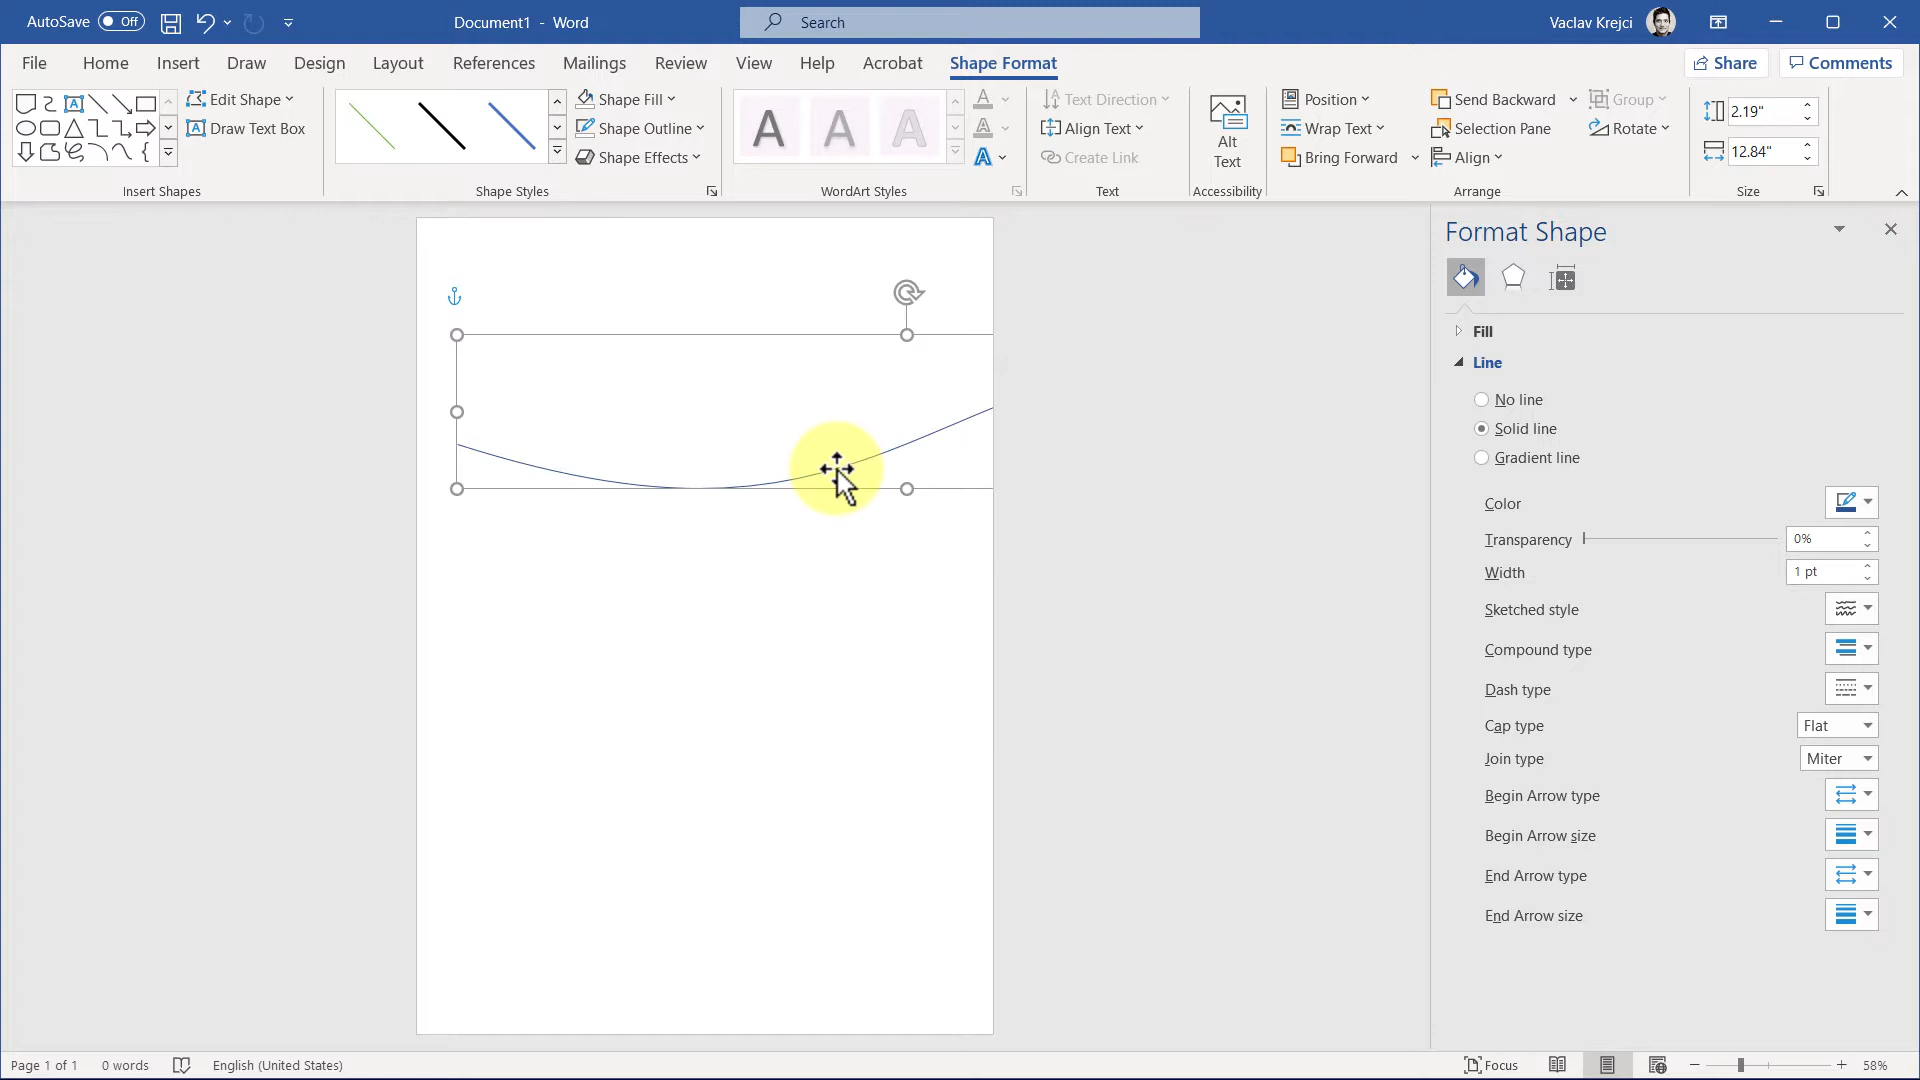 AutoSave Off Document1 - Word Search Vaclav Krejci
File Home Insert Draw Design Layout References Mailings Review View Help Acrobat Shape Format Share Comments
Edit Shape Shape Fill A Text Direction Position Send Backward Group 2.19"
Draw Text Box Shape Outline A A A A Align Text Alt Text Wrap Text Selection Pane Rotate
Shape Effects A Create Link Bring Forward Align 12.84"
Insert Shapes Shape Styles WordArt Styles Text Accessibility Arrange Size
Format Shape
Fill
Line
No line
Solid line
Gradient line
Color
Transparency 0%
Width 1 pt
Sketched style
Compound type
Dash type
Cap type Flat
Join type Miter
Begin Arrow type
Begin Arrow size
End Arrow type
End Arrow size
Page 1 of 1 0 words English (United States) Focus 58%